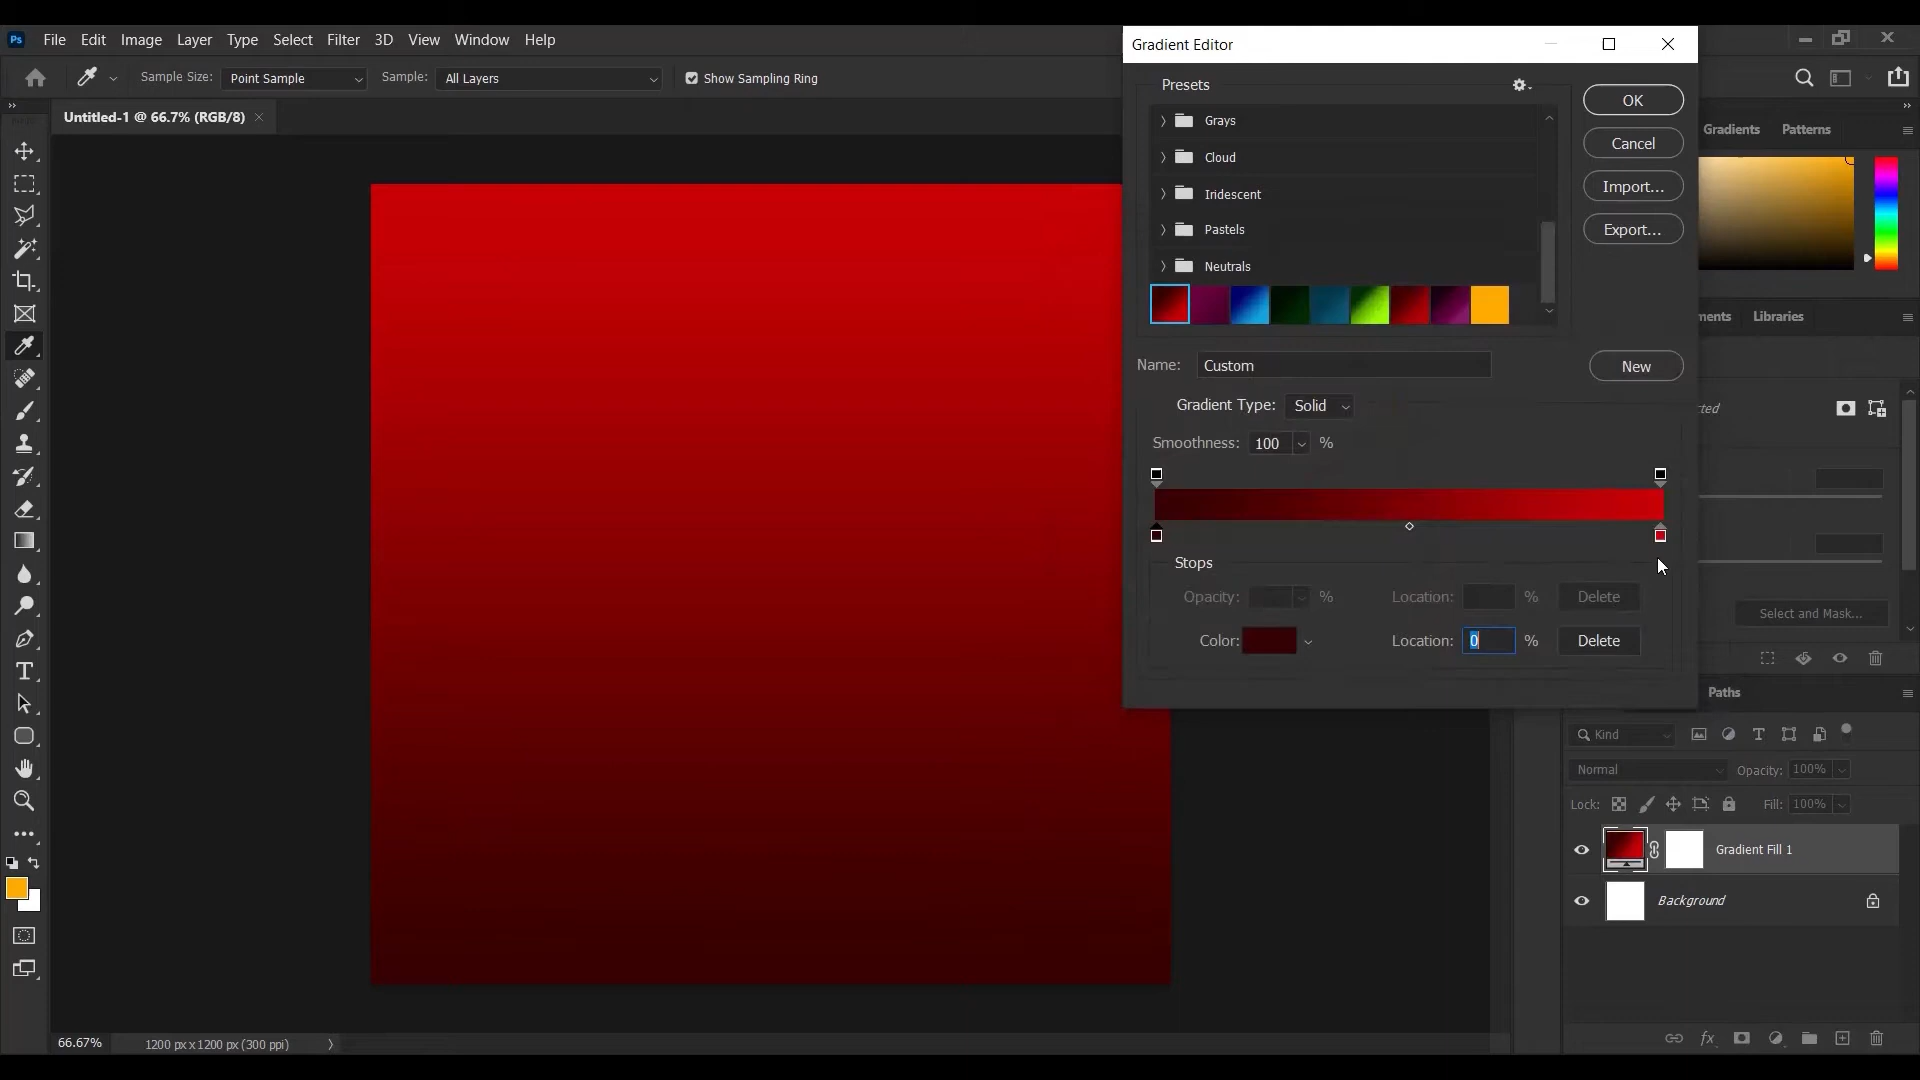 Ps File Edit Image Layer Type Select Filter 3D View Window Help
Sample Size: Point Sample Sample: All Layers Show Sampling Ring
Untitled-1 @ 66.7% (RGB/8)
Gradient Editor
Presets
Grays
Cloud
Iridescent
Pastels
Neutrals
OK
Cancel
Import...
Export...
Name: Custom
New
Gradient Type: Solid
Smoothness: 100 %
Stops
Opacity: % Location: % Delete
Color: Location: 0 % Delete
Gradients Patterns
Libraries
Select and Mask...
Paths
Kind
Normal Opacity: 100%
Lock: Fill: 100%
Gradient Fill 1
Background
fx
66.67% 1200 px x 1200 px (300 ppi)